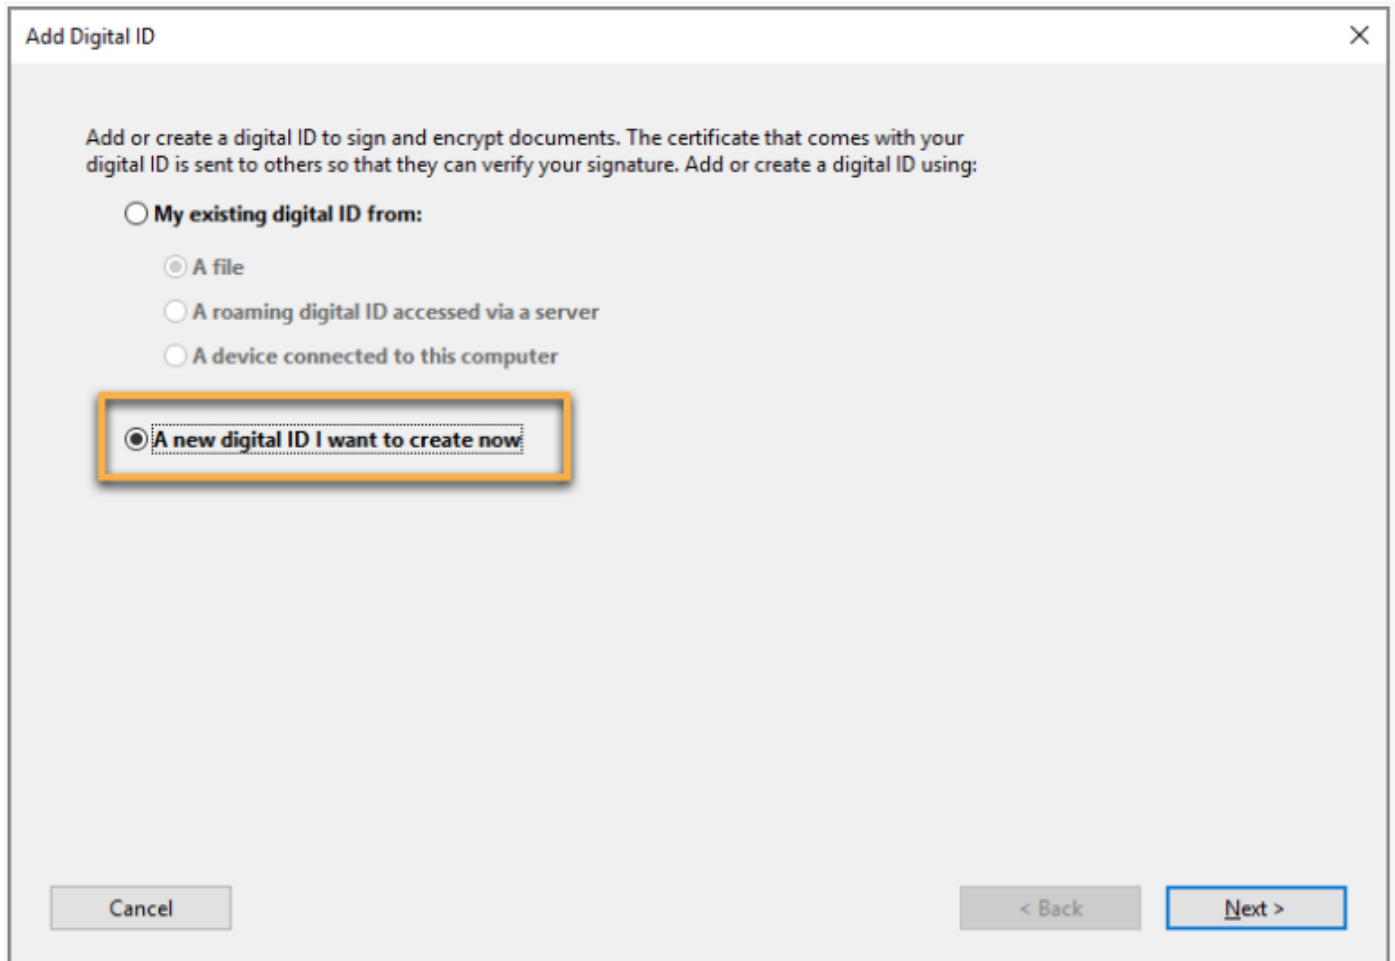 Add Digital ID
Add or create a digital ID to sign and encrypt documents. The certificate that comes with your
digital ID is sent to others so that they can verify your signature. Add or create a digital ID using:
My existing digital ID from:
A file
A roaming digital ID accessed via a server
A device connected to this computer
A new digital ID I want to create now
Cancel
< Back
Next >